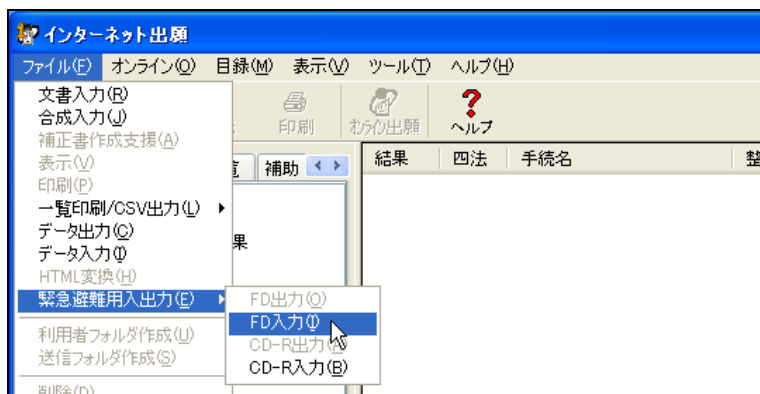 インターネット出願
ファイル(F) オンライン(O) 目録(M) 表示(V) ツール(T) ヘルプ(H)
文書入力(R)
合成入力(J)
補正書作成支援(A)
表示(V)
印刷(P)
一覧印刷/CSV出力(L)
データ出力(C)
データ入力(I)
HTML変換(H)
緊急避難用入出力(E)
利用者フォルダ作成(U)
送信フォルダ作成(S)
削除(D)
FD出力(O)
FD入力(I)
CD-R出力
CD-R入力(B)
印刷 オンライン出願 ヘルプ
補助
結果 四法 手続名 整
果